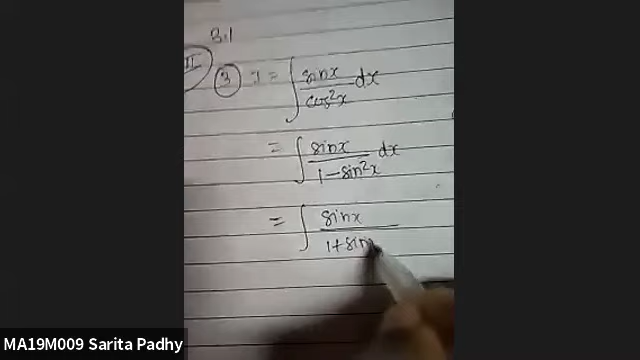 3.1
II
③ I = ∫ sinx / cos²x dx
= ∫ sinx / 1 - sin²x dx
= ∫ sinx / 1 + sin
MA19M009 Sarita Padhy